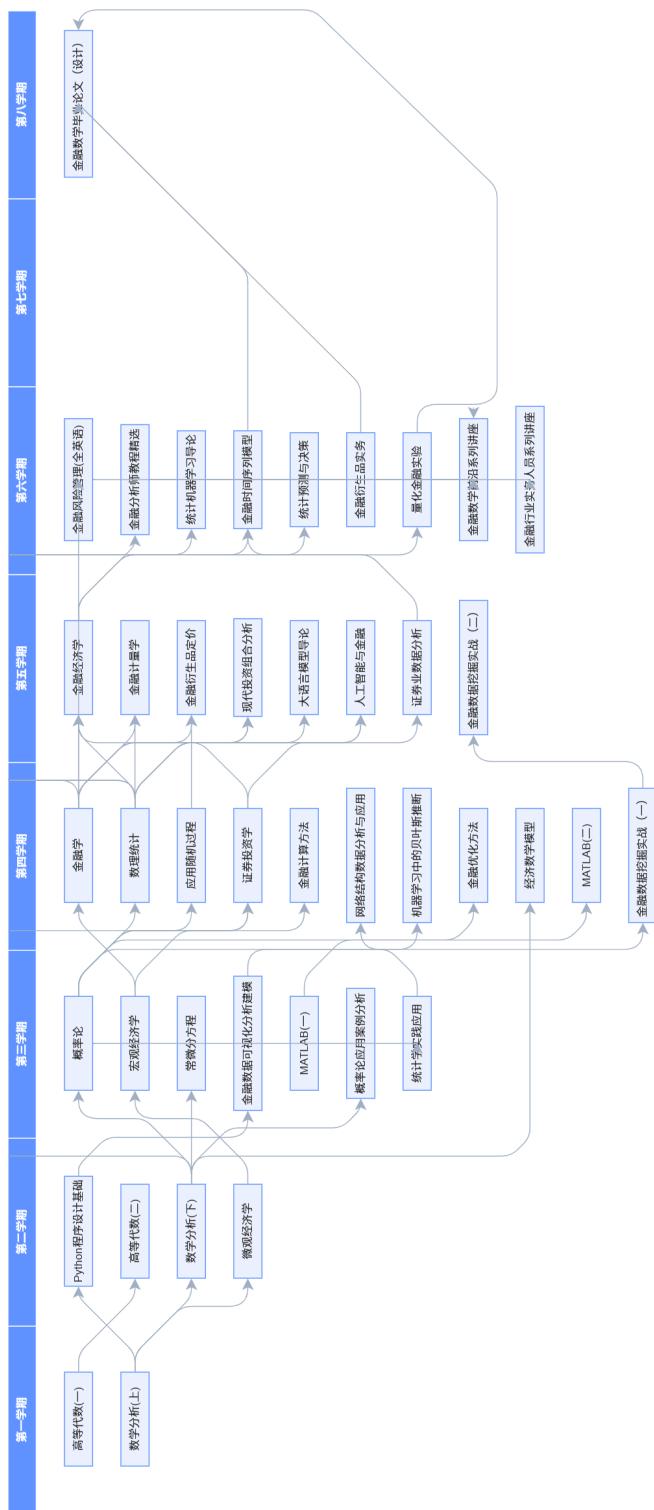 第一学期
高等代数(一)
数学分析(上)
第二学期
Python程序设计基础
高等代数(二)
数学分析(下)
微观经济学
第三学期
概率论
宏观经济学
常微分方程
金融数据可视化分析建模
MATLAB(一)
概率论应用案例分析
统计学实践应用
第四学期
金融学
数理统计
应用随机过程
证券投资学
金融计算方法
网络结构数据分析与应用
机器学习中的贝叶斯推断
金融优化方法
经济数学模型
MATLAB(二)
金融数据挖掘实战（一）
第五学期
金融经济学
金融计量学
金融衍生品定价
现代投资组合分析
大语言模型导论
人工智能与金融
证券业数据分析
金融数据挖掘实战（二）
第六学期
金融风险管理(全英语)
金融分析师教程精选
统计机器学习导论
金融时间序列模型
统计预测与决策
金融衍生品实务
量化金融实验
金融数学前沿系列讲座
金融行业实务人员系列讲座
第七学期
第八学期
金融数学毕业论文（设计）